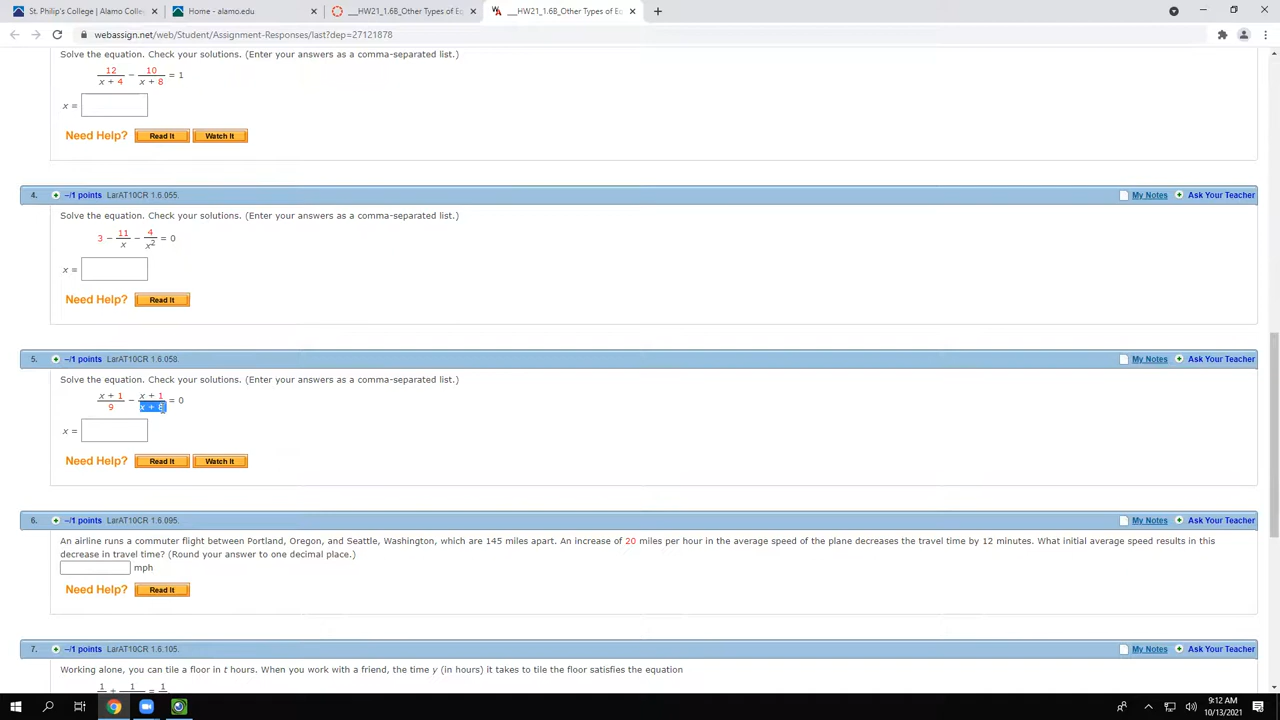 St. Philip's College | Alamo Colleg
Home - alamo.edu
___HW21_1.6B_Other Types of Eq
___HW21_1.6B_Other Types of Eq
webassign.net/web/Student/Assignment-Responses/last?dep=27121878
Solve the equation. Check your solutions. (Enter your answers as a comma-separated list.)
12/(x + 4) − 10/(x + 8) = 1
x =
Need Help? Read It Watch It
4. –/1 points LarAT10CR 1.6.055. My Notes Ask Your Teacher
Solve the equation. Check your solutions. (Enter your answers as a comma-separated list.)
3 − 11/x − 4/x² = 0
x =
Need Help? Read It
5. –/1 points LarAT10CR 1.6.058. My Notes Ask Your Teacher
Solve the equation. Check your solutions. (Enter your answers as a comma-separated list.)
(x + 1)/9 − (x + 1)/(x + 8) = 0
x =
Need Help? Read It Watch It
6. –/1 points LarAT10CR 1.6.095. My Notes Ask Your Teacher
An airline runs a commuter flight between Portland, Oregon, and Seattle, Washington, which are 145 miles apart. An increase of 20 miles per hour in the average speed of the plane decreases the travel time by 12 minutes. What initial average speed results in this
decrease in travel time? (Round your answer to one decimal place.)
mph
Need Help? Read It
7. –/1 points LarAT10CR 1.6.105. My Notes Ask Your Teacher
Working alone, you can tile a floor in t hours. When you work with a friend, the time y (in hours) it takes to tile the floor satisfies the equation
1 + 1 = 1
9:12 AM
10/13/2021